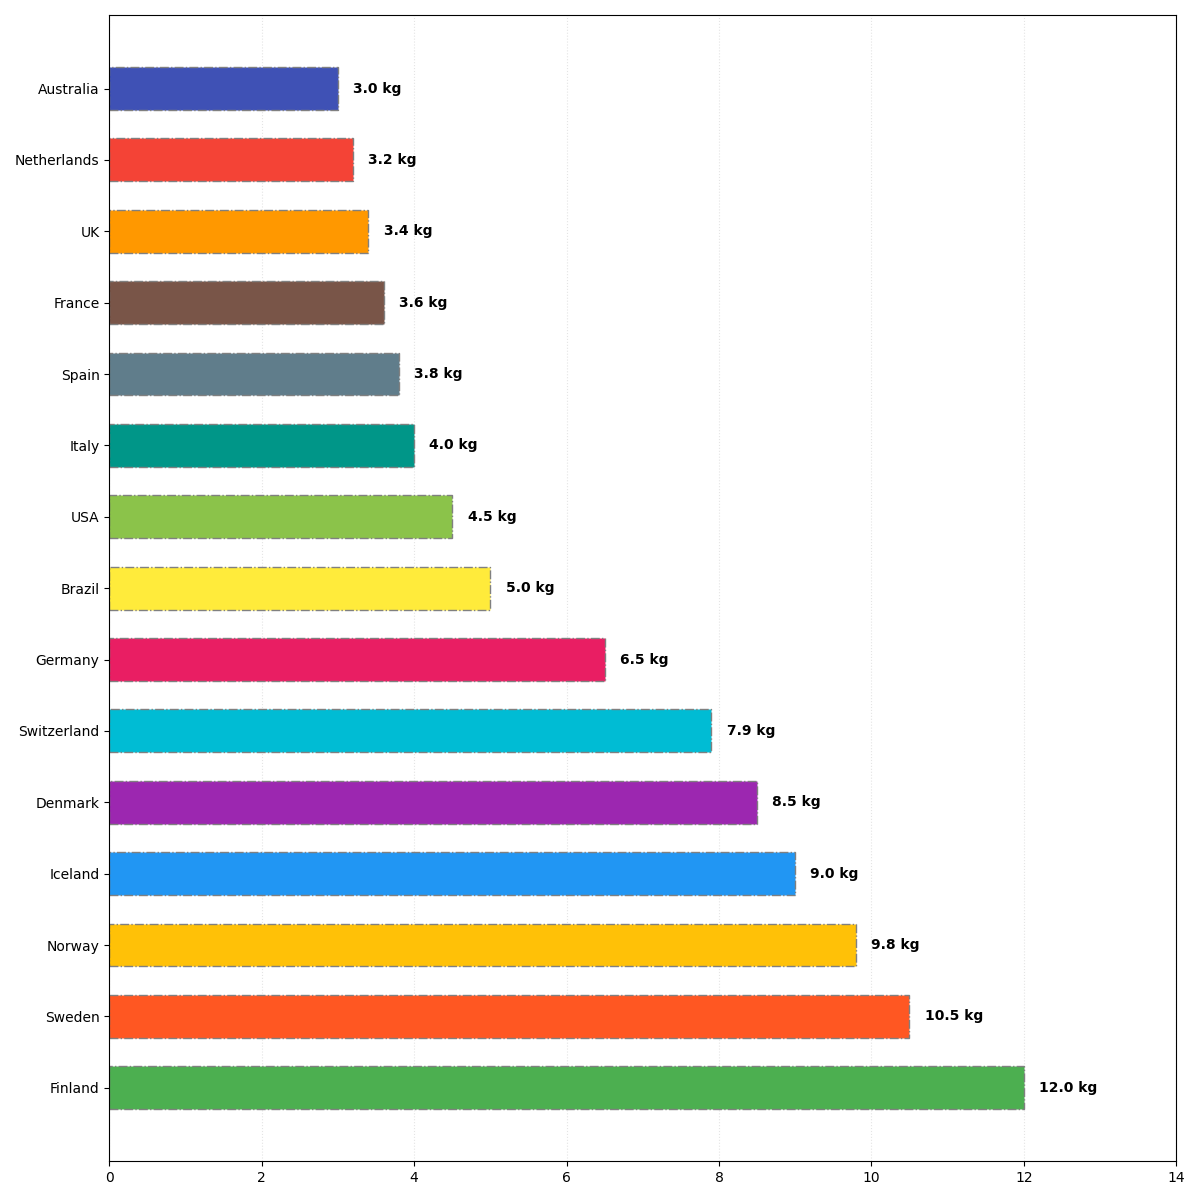 Australia 3.0 kg
Netherlands 3.2 kg
UK 3.4 kg
France 3.6 kg
Spain 3.8 kg
Italy 4.0 kg
USA 4.5 kg
Brazil 5.0 kg
Germany 6.5 kg
Switzerland 7.9 kg
Denmark 8.5 kg
Iceland 9.0 kg
Norway 9.8 kg
Sweden 10.5 kg
Finland 12.0 kg
0 2 4 6 8 10 12 14